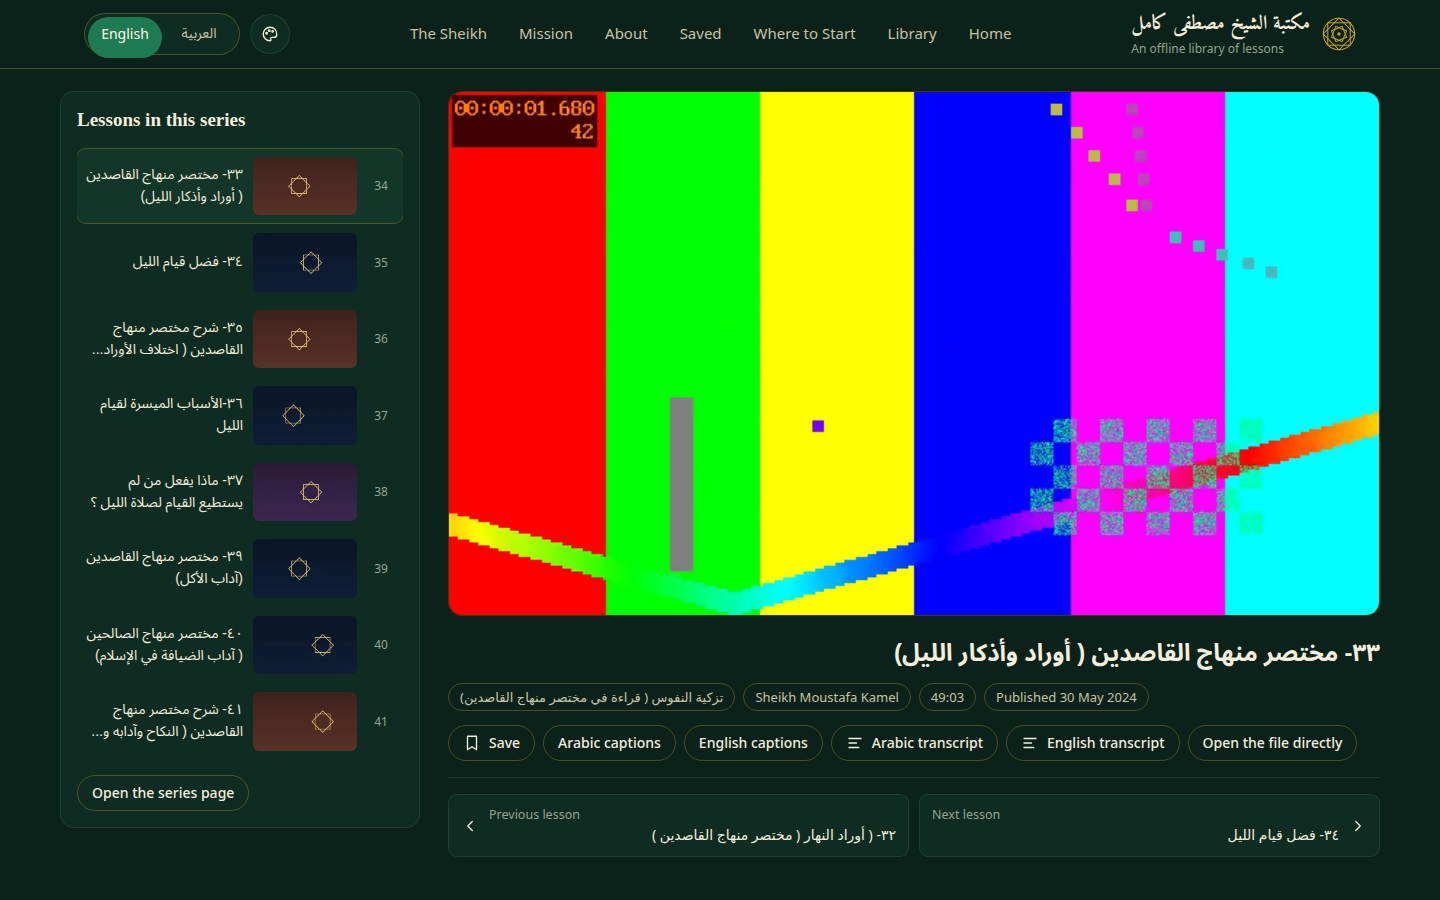 English
العربية
The Sheikh
Mission
About
Saved
Where to Start
Library
Home
مكتبة الشيخ مصطفى كامل
An offline library of lessons
Lessons in this series
٣٣- مختصر منهاج القاصدين
( أوراد وأذكار الليل)
34
٣٤- فضل قيام الليل
35
٣٥- شرح مختصر منهاج
القاصدين ( اختلاف الأوراد...
36
٣٦-الأسباب الميسرة لقيام
الليل
37
٣٧- ماذا يفعل من لم
يستطيع القيام لصلاة الليل ؟
38
٣٩- مختصر منهاج القاصدين
(آداب الأكل)
39
٤٠- مختصر منهاج الصالحين
( آداب الضيافة في الإسلام)
40
٤١- شرح مختصر منهاج
القاصدين ( النكاح وآدابه و...
41
Open the series page
00:00:01.680
42
٣٣- مختصر منهاج القاصدين ( أوراد وأذكار الليل)
تزكية النفوس ( قراءة في مختصر منهاج القاصدين)
Sheikh Moustafa Kamel
49:03
Published 30 May 2024
Save
Arabic captions
English captions
Arabic transcript
English transcript
Open the file directly
Previous lesson
٣٢- ( أوراد النهار ( مختصر منهاج القاصدين )
Next lesson
٣٤- فضل قيام الليل